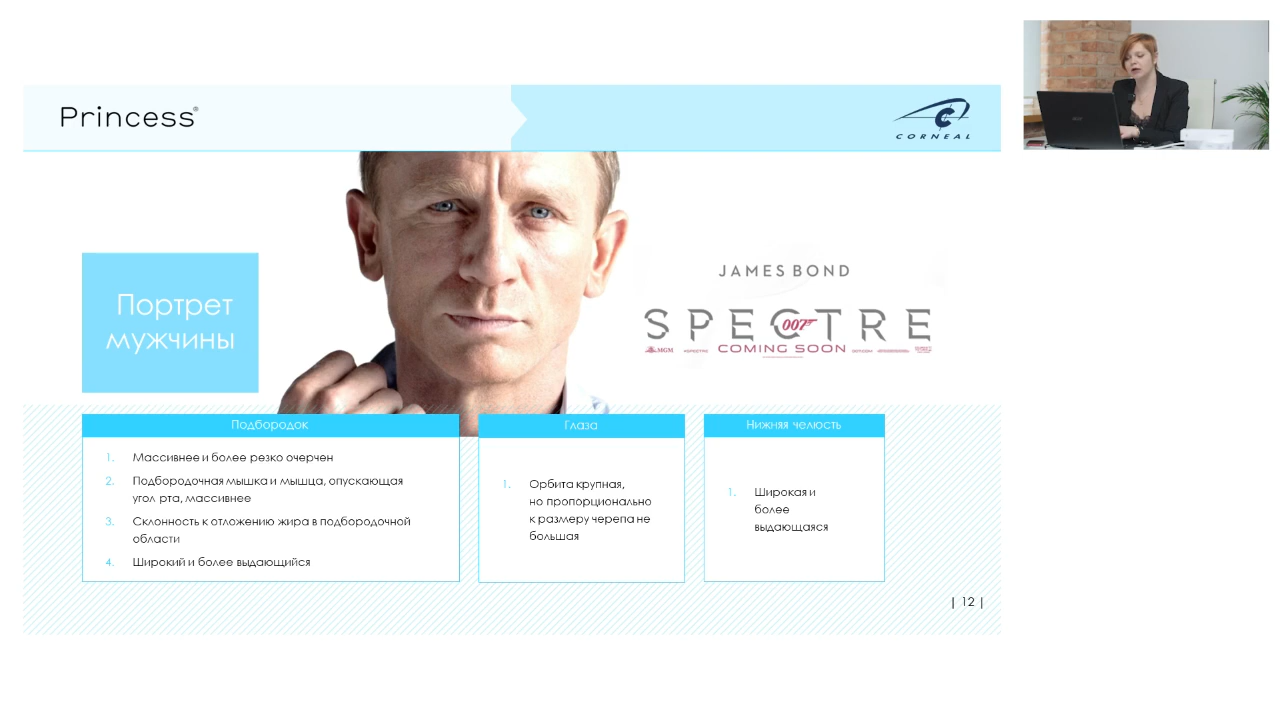 Princess®
CORNEAL
JAMES BOND
SPECTRE
007
MGM
COMING SOON
Портрет
мужчины
Подбородок
1. Массивнее и более резко очерчен
2. Подбородочная мышка и мышца, опускающая
угол рта, массивнее
3. Склонность к отложению жира в подбородочной
области
4. Широкий и более выдающийся
Глаза
1. Орбита крупная,
но пропорционально
к размеру черепа не
большая
Нижняя челюсть
1. Широкая и
более
выдающаяся
| 12 |